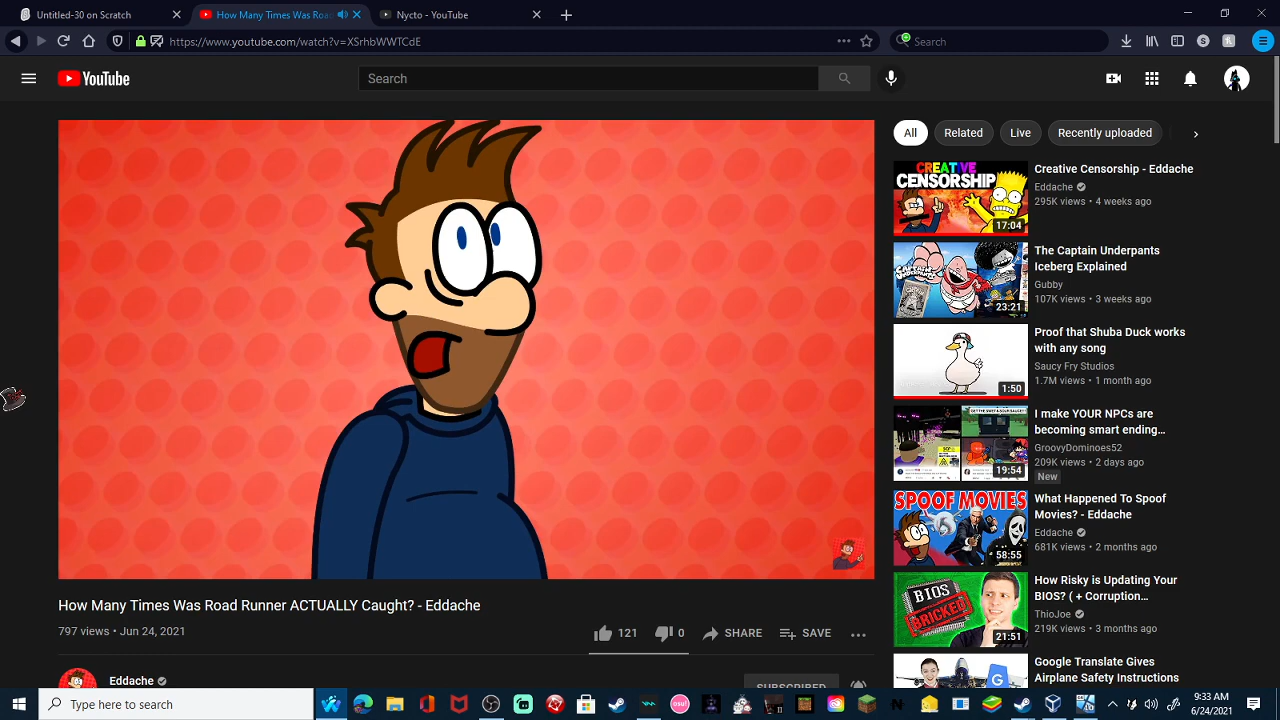 Untitled-30 on Scratch
How Many Times Was Roa
Nycto - YouTube
https://www.youtube.com/watch?v=XSrhbWWTCdE
Search
YouTube
Search
All
Related
Live
Recently uploaded
CREATIVE
CENSORSHIP
17:04
Creative Censorship - Eddache
Eddache
295K views • 4 weeks ago
23:21
The Captain Underpants
Iceberg Explained
Gubby
107K views • 3 weeks ago
1:50
Proof that Shuba Duck works
with any song
Saucy Fry Studios
1.7M views • 1 month ago
19:54
I make YOUR NPCs are
becoming smart ending...
GroovyDominoes52
209K views • 2 days ago
New
SPOOF MOVIES
58:55
What Happened To Spoof
Movies? - Eddache
Eddache
681K views • 2 months ago
BIOS
BRICKED
21:51
How Risky is Updating Your
BIOS? ( + Corruption...
ThioJoe
219K views • 3 months ago
Google Translate Gives
Airplane Safety Instructions
How Many Times Was Road Runner ACTUALLY Caught? - Eddache
797 views • Jun 24, 2021
121
0
SHARE
SAVE
Eddache
SUBSCRIBED
Type here to search
9:33 AM
6/24/2021